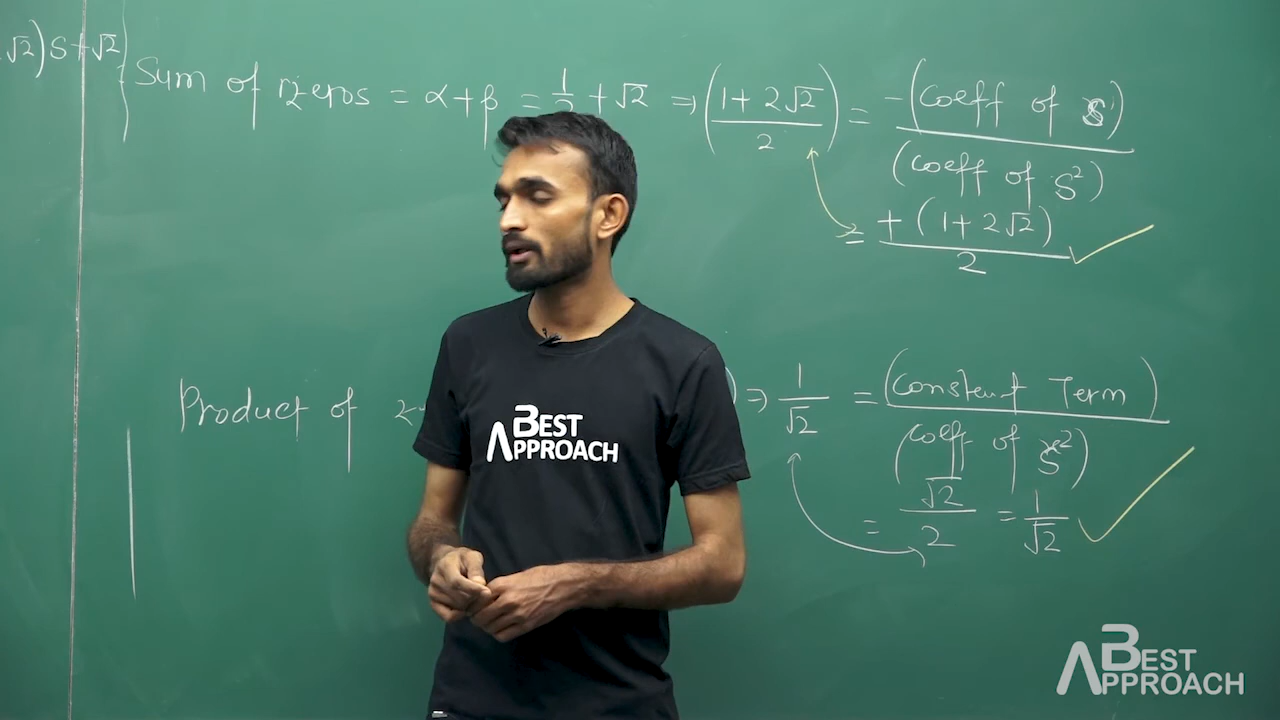 √2)S+√2
Sum of zeros = α+β = 1/2 + √2 ⇒ (1+2√2)/2 = -(Coeff of S)/(Coeff of S²)
= +(1+2√2)/2
Product of ⇒ 1/√2 = (Constant Term)/(Coeff of S²)
= √2/2 = 1/√2
BEST
APPROACH
BEST
APPROACH